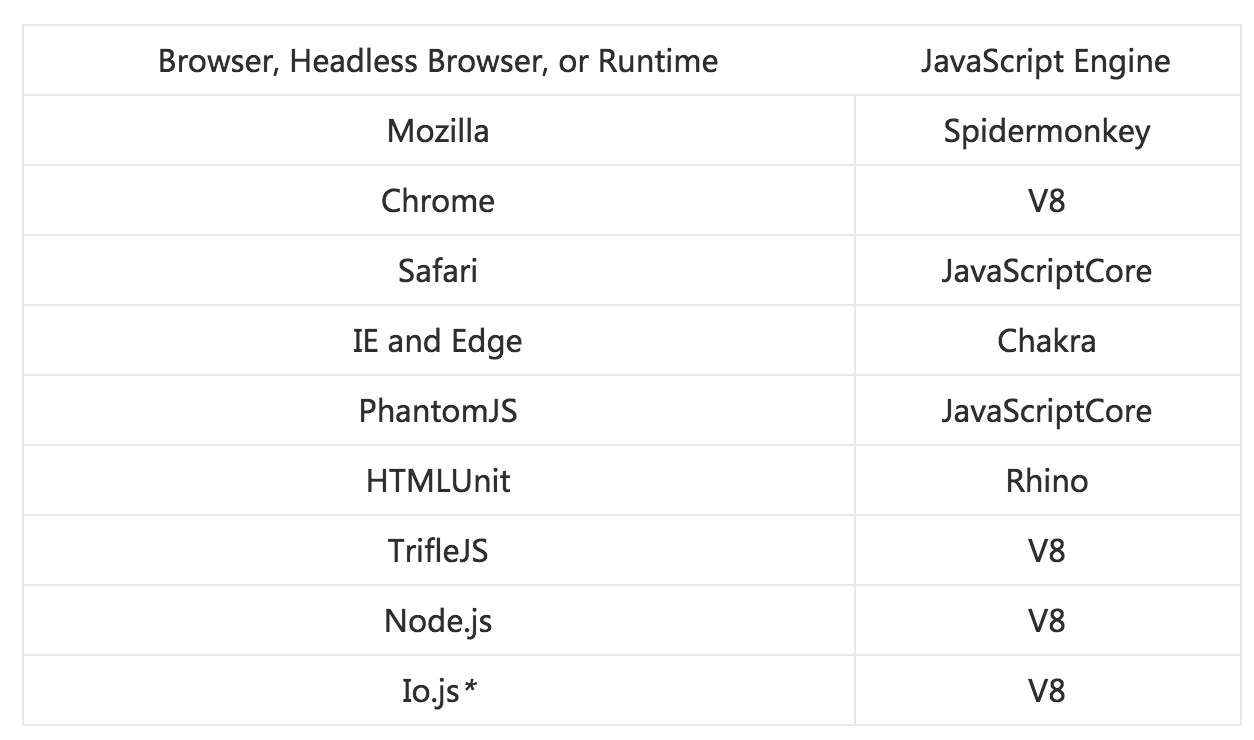 Browser, Headless Browser, or Runtime JavaScript Engine
Mozilla Spidermonkey
Chrome V8
Safari JavaScriptCore
IE and Edge Chakra
PhantomJS JavaScriptCore
HTMLUnit Rhino
TrifleJS V8
Node.js V8
Io.js* V8